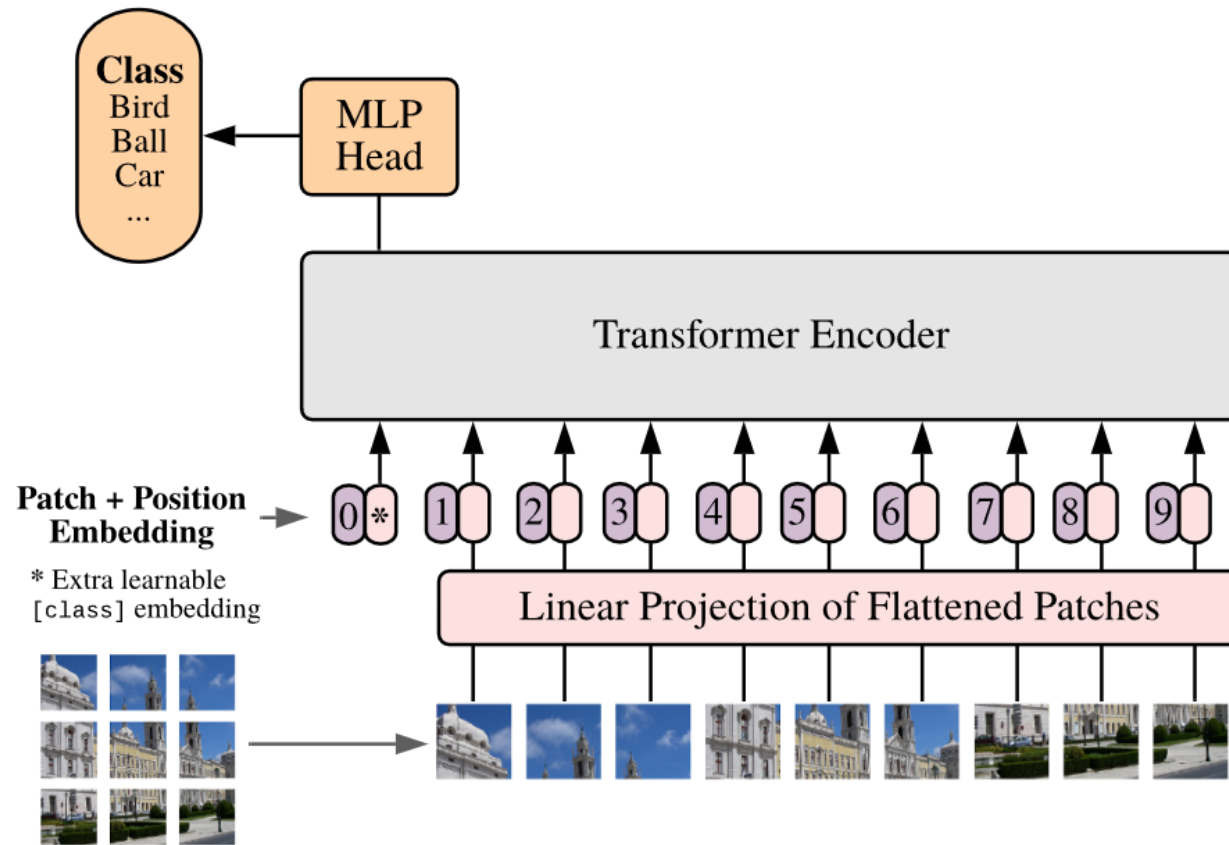 Class
Bird
Ball
Car
...
MLP
Head
Transformer Encoder
Patch + Position
Embedding
* Extra learnable
[class] embedding
0 * 1 2 3 4 5 6 7 8 9
Linear Projection of Flattened Patches